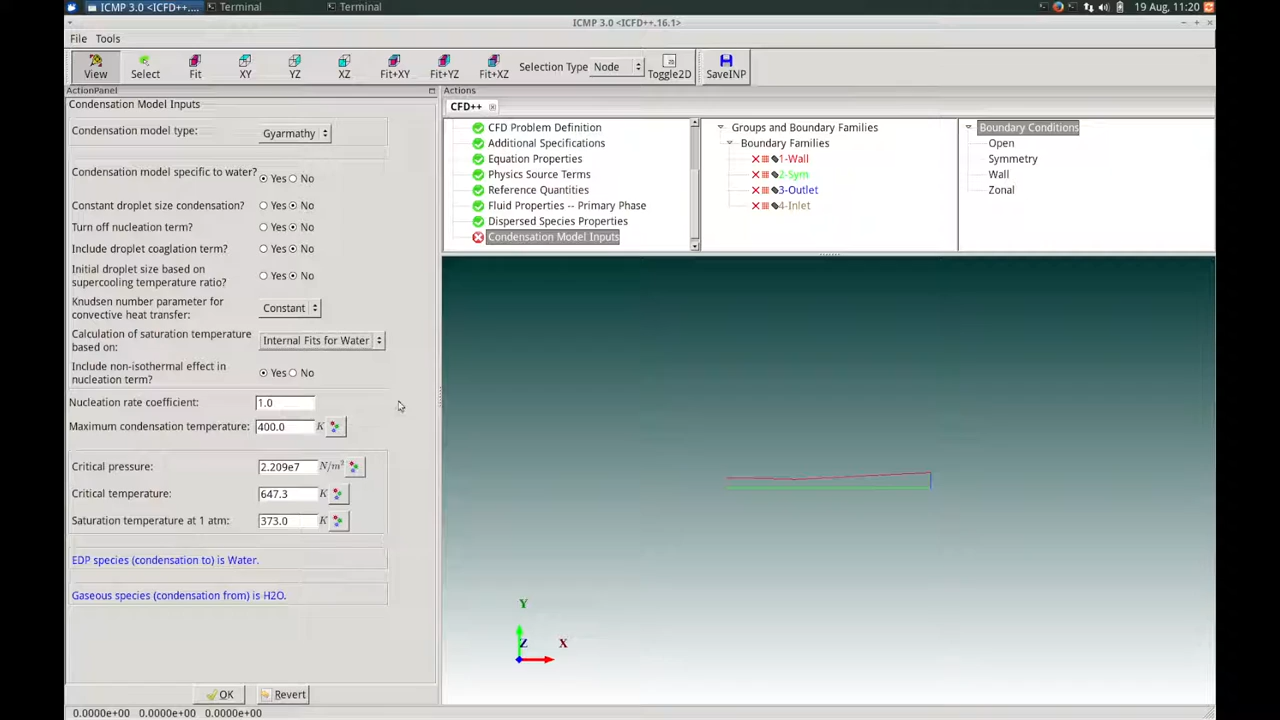 ICMP 3.0 <ICFD++....
Terminal
Terminal
19 Aug, 11:20
ICMP 3.0 <ICFD++.16.1>
File Tools
View
Select
Fit
XY
YZ
XZ
Fit+XY
Fit+YZ
Fit+XZ
Selection Type Node
Toggle2D
SaveINP
ActionPanel
Condensation Model Inputs
Condensation model type: Gyarmathy
Condensation model specific to water? Yes No
Constant droplet size condensation? Yes No
Turn off nucleation term? Yes No
Include droplet coaglation term? Yes No
Initial droplet size based on
supercooling temperature ratio? Yes No
Knudsen number parameter for
convective heat transfer: Constant
Calculation of saturation temperature
based on: Internal Fits for Water
Include non-isothermal effect in
nucleation term? Yes No
Nucleation rate coefficient: 1.0
Maximum condensation temperature: 400.0 K
Critical pressure: 2.209e7 N/m²
Critical temperature: 647.3 K
Saturation temperature at 1 atm: 373.0 K
EDP species (condensation to) is Water.
Gaseous species (condensation from) is H2O.
OK Revert
0.0000e+00 0.0000e+00 0.0000e+00
Actions
CFD++
CFD Problem Definition
Additional Specifications
Equation Properties
Physics Source Terms
Reference Quantities
Fluid Properties -- Primary Phase
Dispersed Species Properties
Condensation Model Inputs
Groups and Boundary Families
Boundary Families
1-Wall
2-Sym
3-Outlet
4-Inlet
Boundary Conditions
Open
Symmetry
Wall
Zonal
Y
Z
X